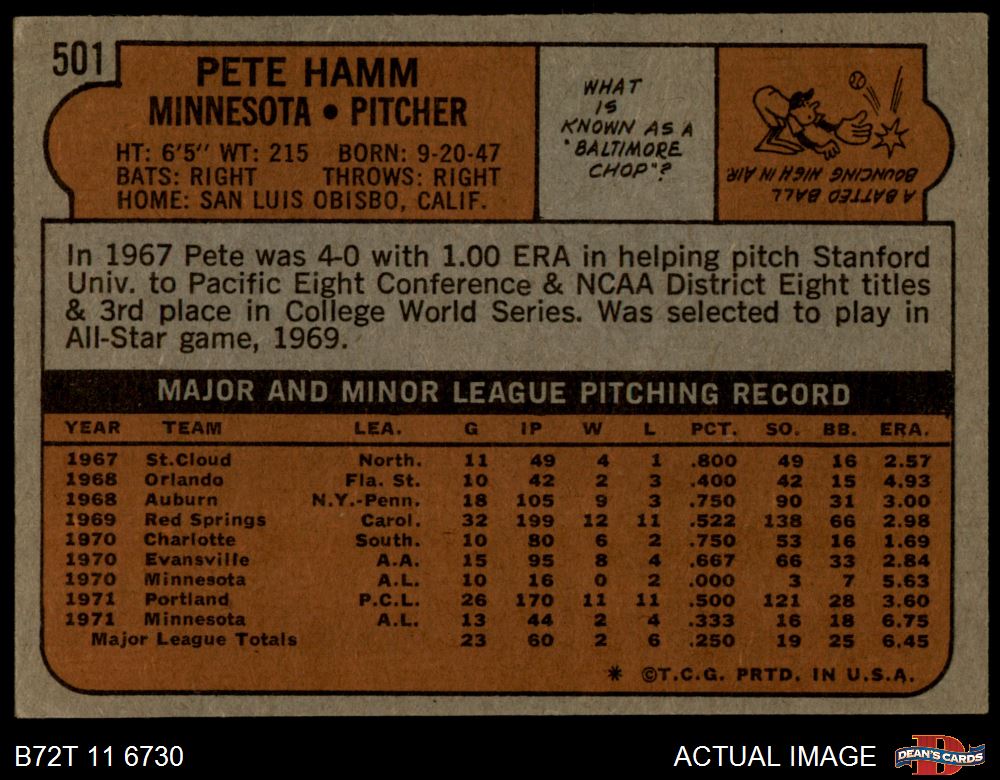 501
PETE HAMM
MINNESOTA • PITCHER
HT: 6'5" WT: 215 BORN: 9-20-47
BATS: RIGHT THROWS: RIGHT
HOME: SAN LUIS OBISBO, CALIF.
WHAT
IS
KNOWN AS A
"BALTIMORE
CHOP"?
A BATTED BALL
BOUNCING HIGH IN AIR
In 1967 Pete was 4-0 with 1.00 ERA in helping pitch Stanford
Univ. to Pacific Eight Conference & NCAA District Eight titles
& 3rd place in College World Series. Was selected to play in
All-Star game, 1969.
MAJOR AND MINOR LEAGUE PITCHING RECORD
YEAR TEAM LEA. G IP W L PCT. SO. BB. ERA.
1967 St.Cloud North. 11 49 4 1 .800 49 16 2.57
1968 Orlando Fla. St. 10 42 2 3 .400 42 15 4.93
1968 Auburn N.Y.-Penn. 18 105 9 3 .750 90 31 3.00
1969 Red Springs Carol. 32 199 12 11 .522 138 66 2.98
1970 Charlotte South. 10 80 6 2 .750 53 16 1.69
1970 Evansville A.A. 15 95 8 4 .667 66 33 2.84
1970 Minnesota A.L. 10 16 0 2 .000 3 7 5.63
1971 Portland P.C.L. 26 170 11 11 .500 121 28 3.60
1971 Minnesota A.L. 13 44 2 4 .333 16 18 6.75
Major League Totals 23 60 2 6 .250 19 25 6.45
* ©T.C.G. PRTD. IN U.S.A.
B72T 11 6730
ACTUAL IMAGE
D
DEAN'S CARDS